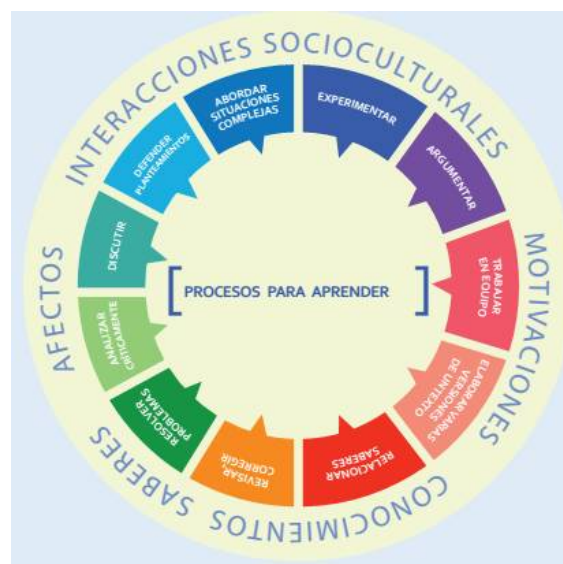 INTERACCIONES SOCIOCULTURALES
MOTIVACIONES
CONOCIMIENTOS SABERES
AFECTOS
EXPERIMENTAR
ARGUMENTAR
TRABAJAR
EN EQUIPO
ELABORAR VARIAS
VERSIONES
DE UN TEXTO
RELACIONAR
SABERES
REVISAR,
CORREGIR
RESOLVER
PROBLEMAS
ANALIZAR
CRÍTICAMENTE
DISCUTIR
DEFENDER
PLANTEAMIENTOS
ABORDAR
SITUACIONES
COMPLEJAS
[PROCESOS PARA APRENDER]